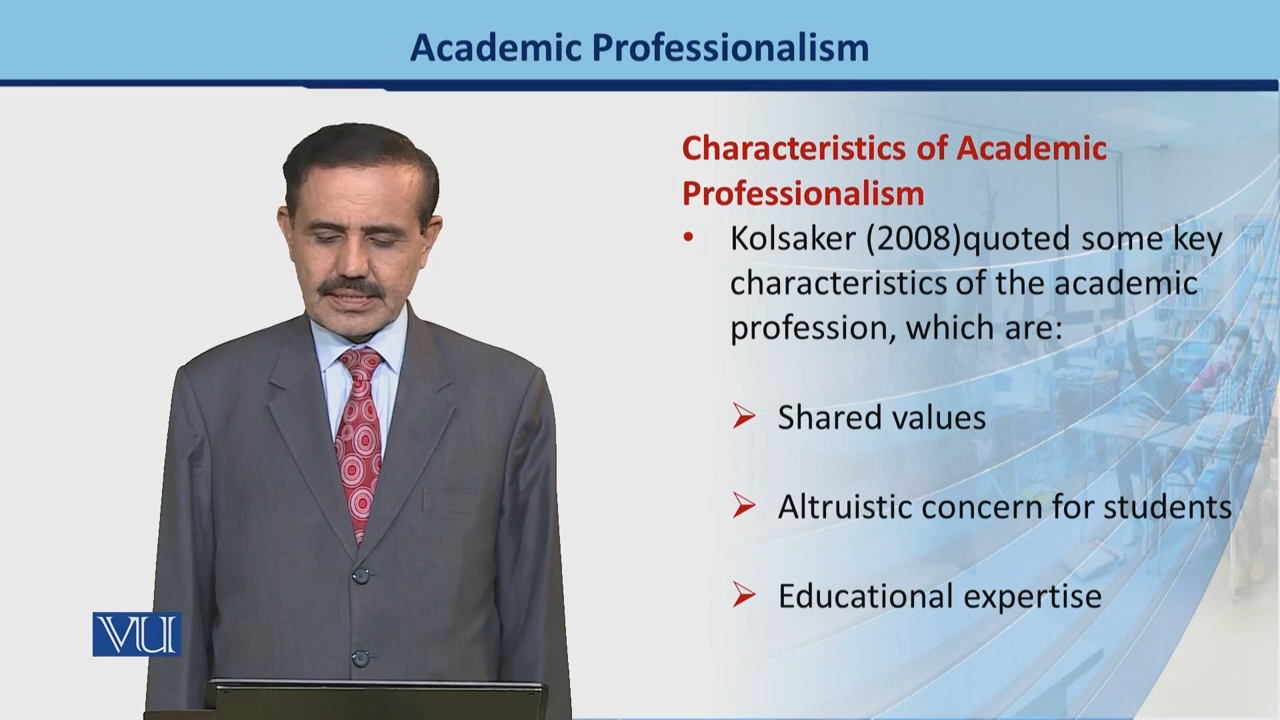 Academic Professionalism
Characteristics of Academic
Professionalism
• Kolsaker (2008)quoted some key
characteristics of the academic
profession, which are:
➢ Shared values
➢ Altruistic concern for students
➢ Educational expertise
VU